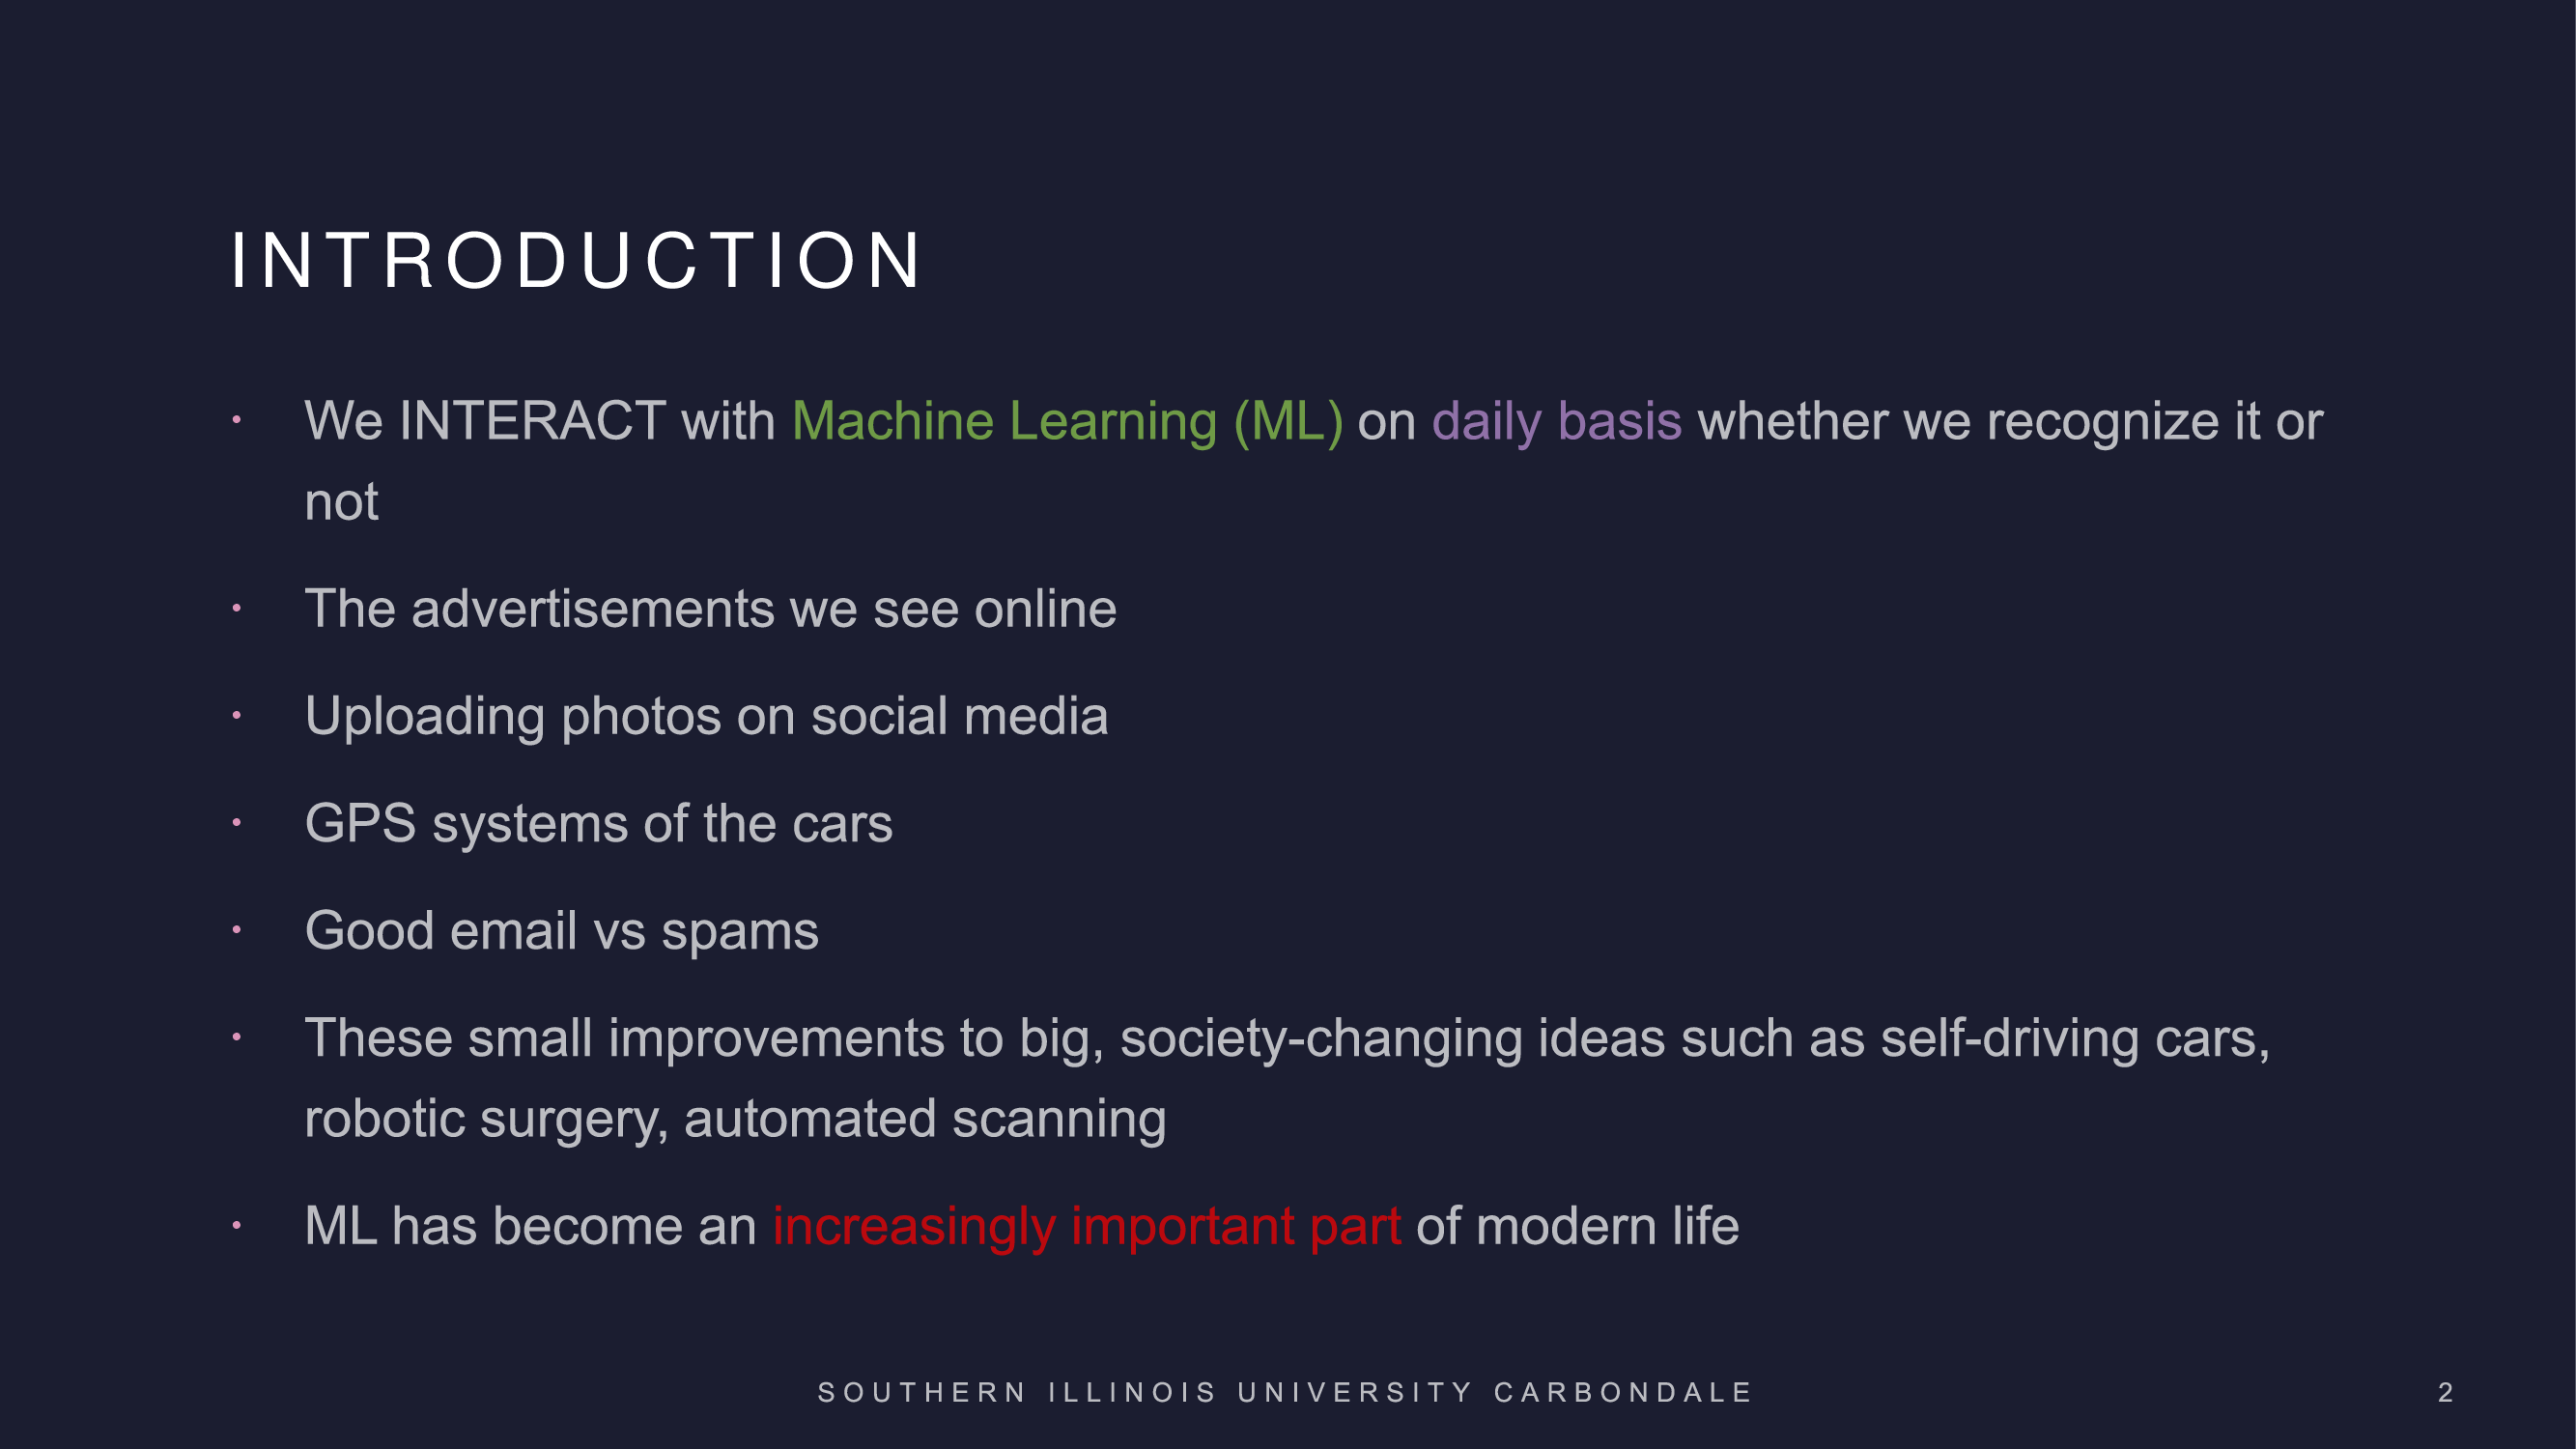 INTRODUCTION
· We INTERACT with Machine Learning (ML) on daily basis whether we recognize it or
not
· The advertisements we see online
· Uploading photos on social media
· GPS systems of the cars
· Good email vs spams
· These small improvements to big, society-changing ideas such as self-driving cars,
robotic surgery, automated scanning
· ML has become an increasingly important part of modern life
SOUTHERN ILLINOIS UNIVERSITY CARBONDALE
2